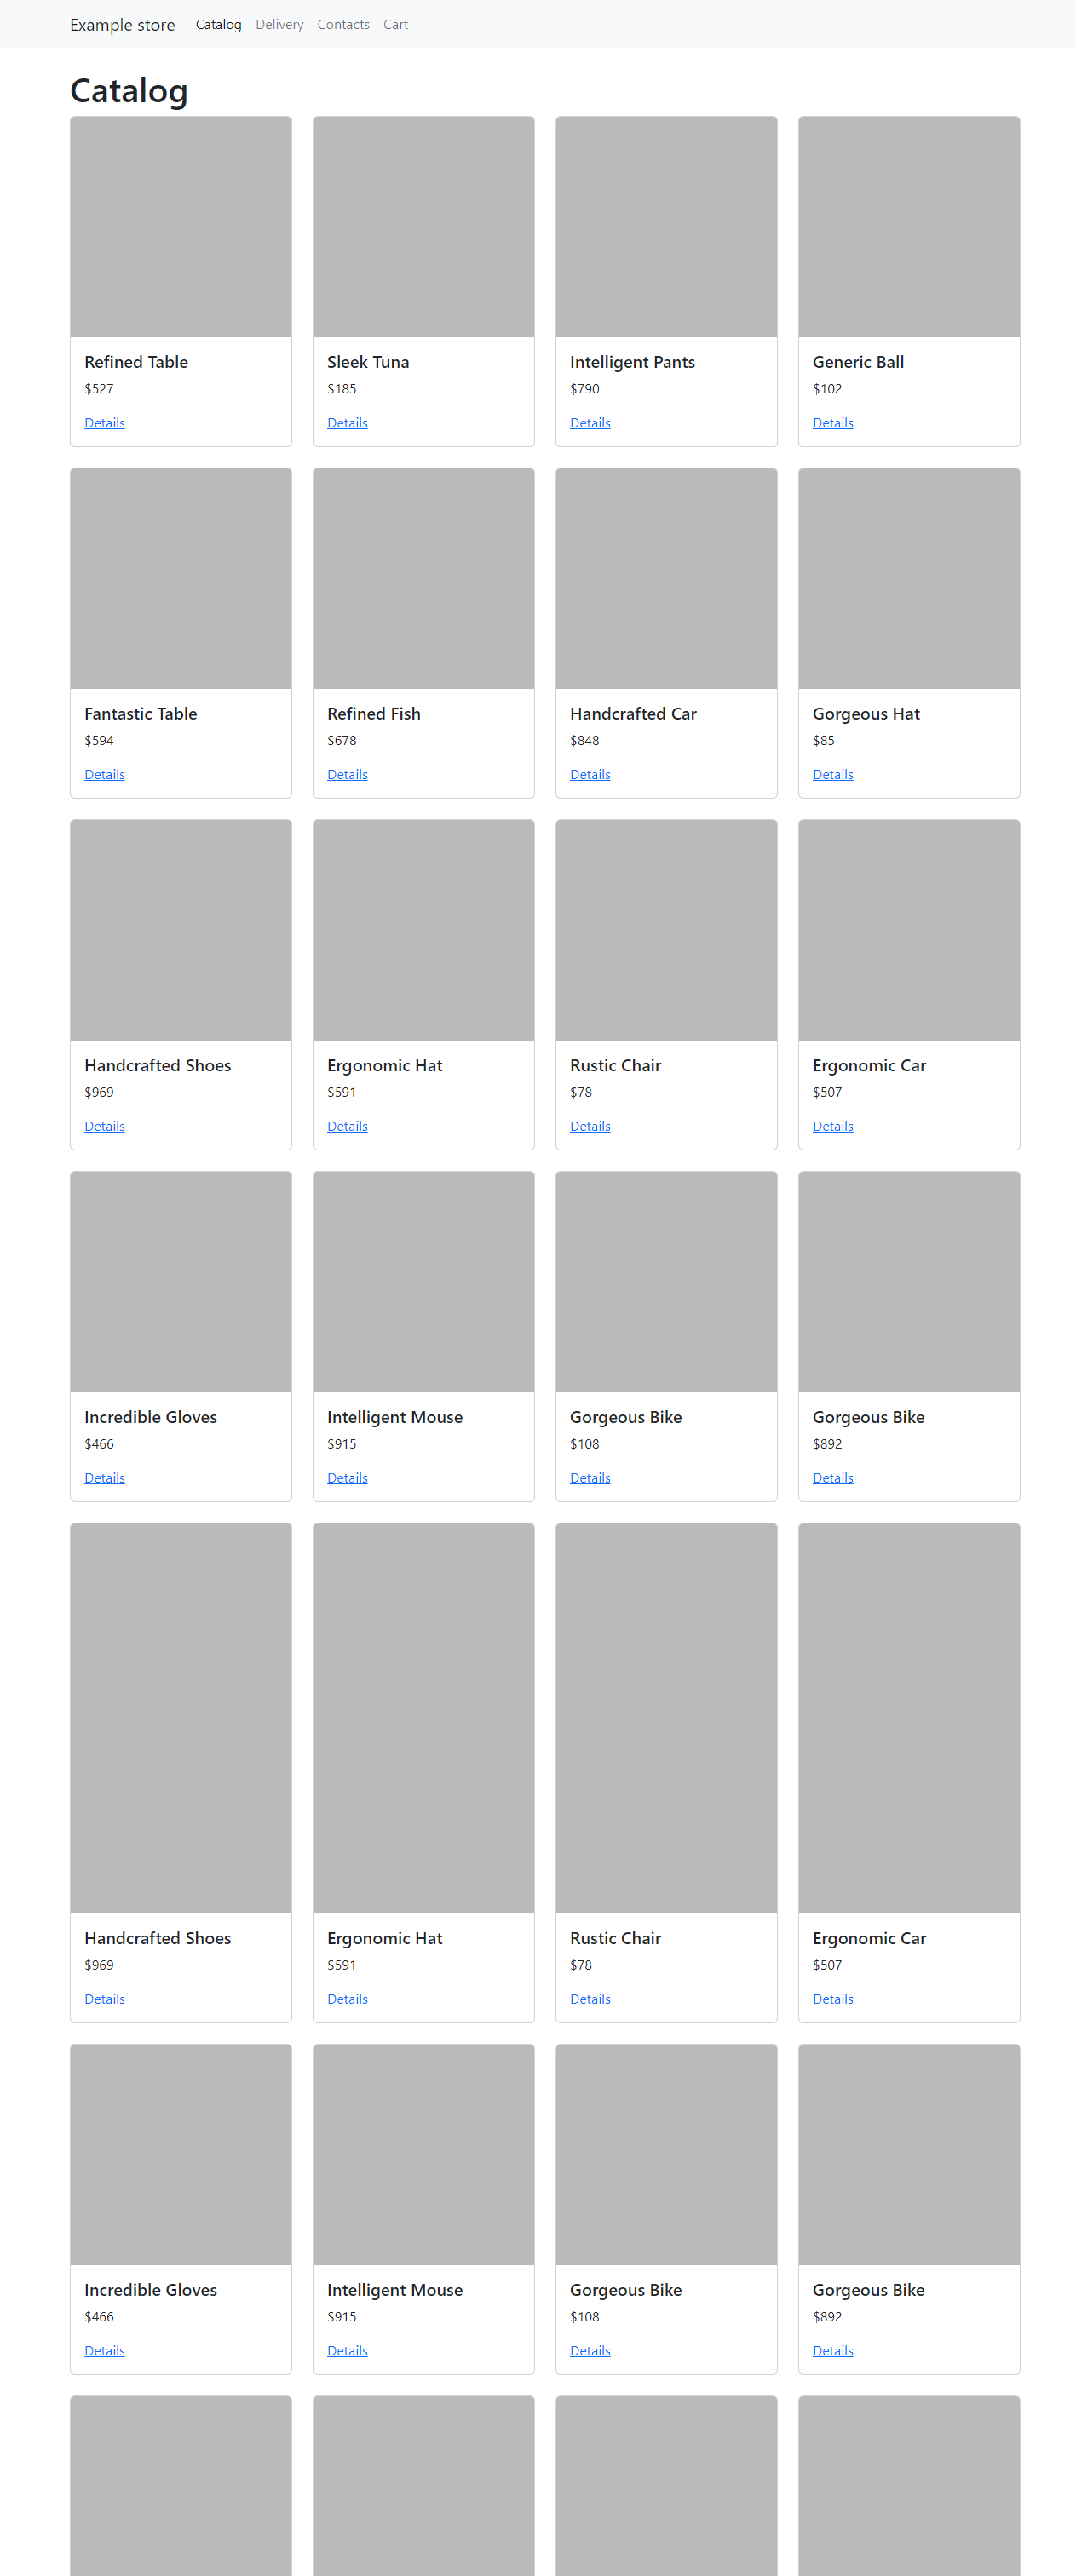 Example store Catalog Delivery Contacts Cart
Catalog
Refined Table Sleek Tuna Intelligent Pants Generic Ball
$527 $185 $790 $102
Details Details Details Details
Fantastic Table Refined Fish Handcrafted Car Gorgeous Hat
$594 $678 $848 $85
Details Details Details Details
Handcrafted Shoes Ergonomic Hat Rustic Chair Ergonomic Car
$969 $591 $78 $507
Details Details Details Details
Incredible Gloves Intelligent Mouse Gorgeous Bike Gorgeous Bike
$466 $915 $108 $892
Details Details Details Details
Handcrafted Shoes Ergonomic Hat Rustic Chair Ergonomic Car
$969 $591 $78 $507
Details Details Details Details
Incredible Gloves Intelligent Mouse Gorgeous Bike Gorgeous Bike
$466 $915 $108 $892
Details Details Details Details